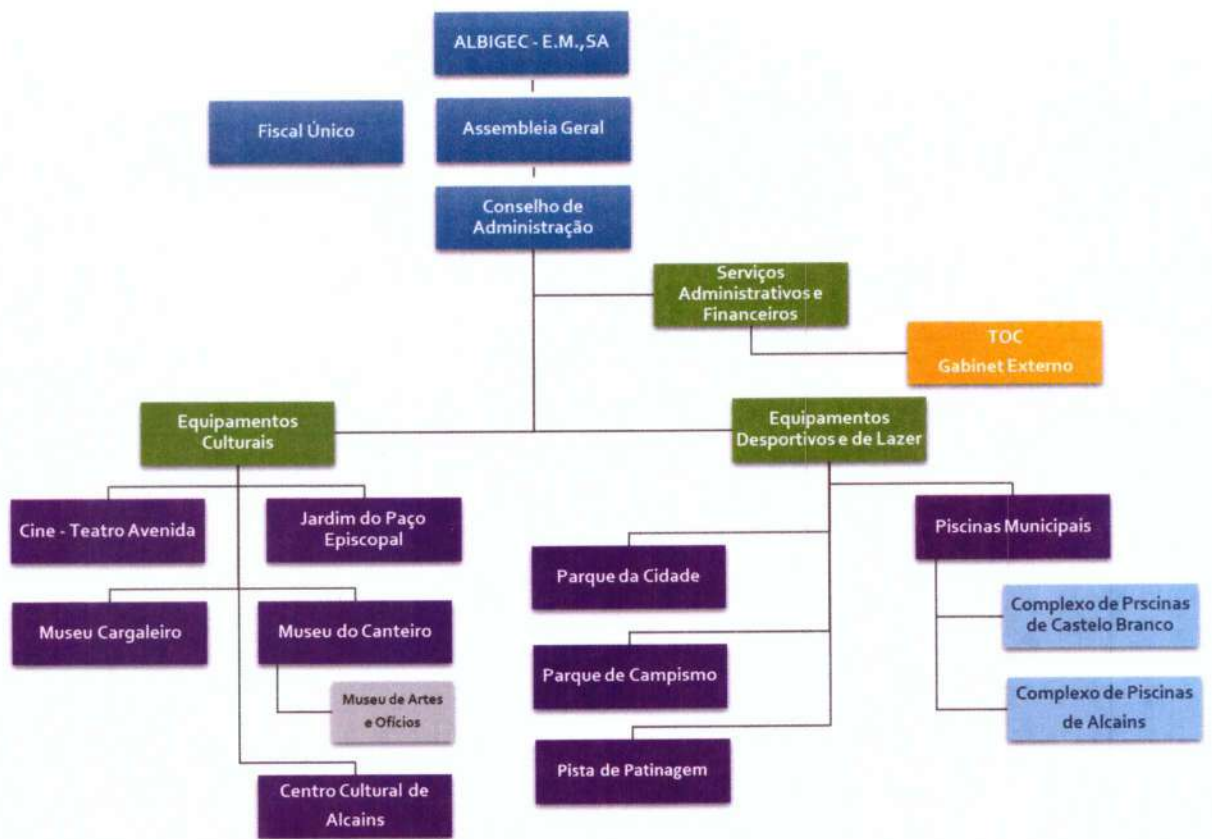 ALBIGEC - E.M.,SA
Fiscal Único
Assembleia Geral
Conselho de
Administração
Serviços
Administrativos e
Financeiros
TOC
Gabinet Externo
Equipamentos
Culturais
Equipamentos
Desportivos e de Lazer
Cine - Teatro Avenida
Jardim do Paço
Episcopal
Museu Cargaleiro
Museu do Canteiro
Museu de Artes
e Ofícios
Centro Cultural de
Alcains
Parque da Cidade
Parque de Campismo
Pista de Patinagem
Piscinas Municipais
Complexo de Prscinas
de Castelo Branco
Complexo de Piscinas
de Alcains